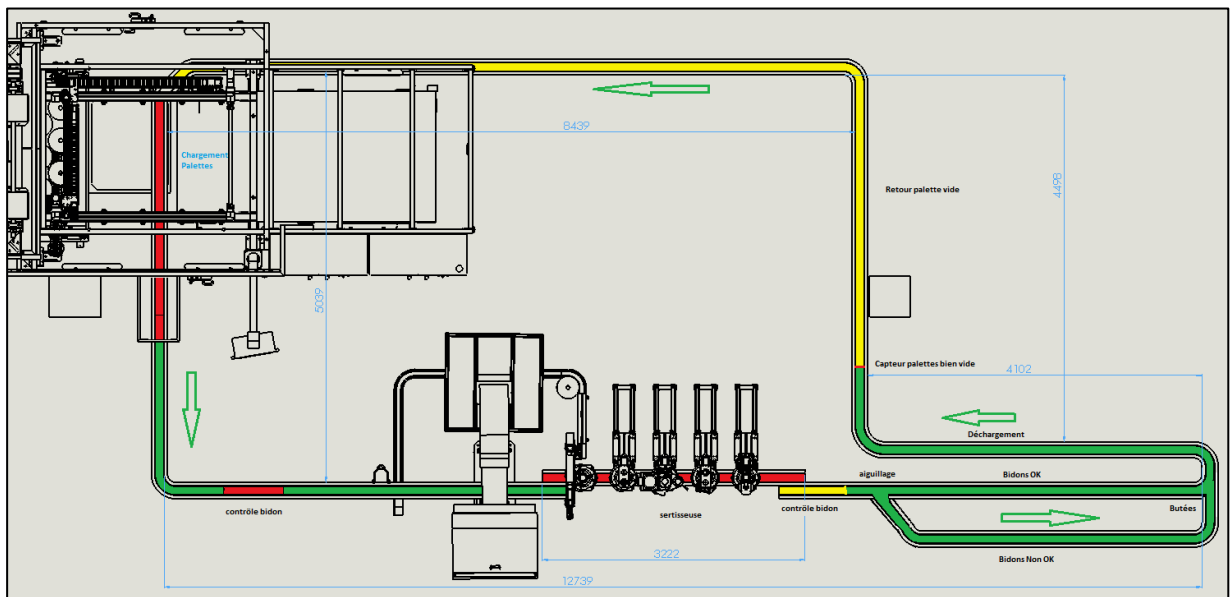 8439
Chargement
Palettes
Retour palette vide
4498
5039
Capteur palettes bien vide
4102
Déchargement
aiguillage
Bidons OK
contrôle bidon
sertisseuse
contrôle bidon
Butées
3222
Bidons Non OK
12739